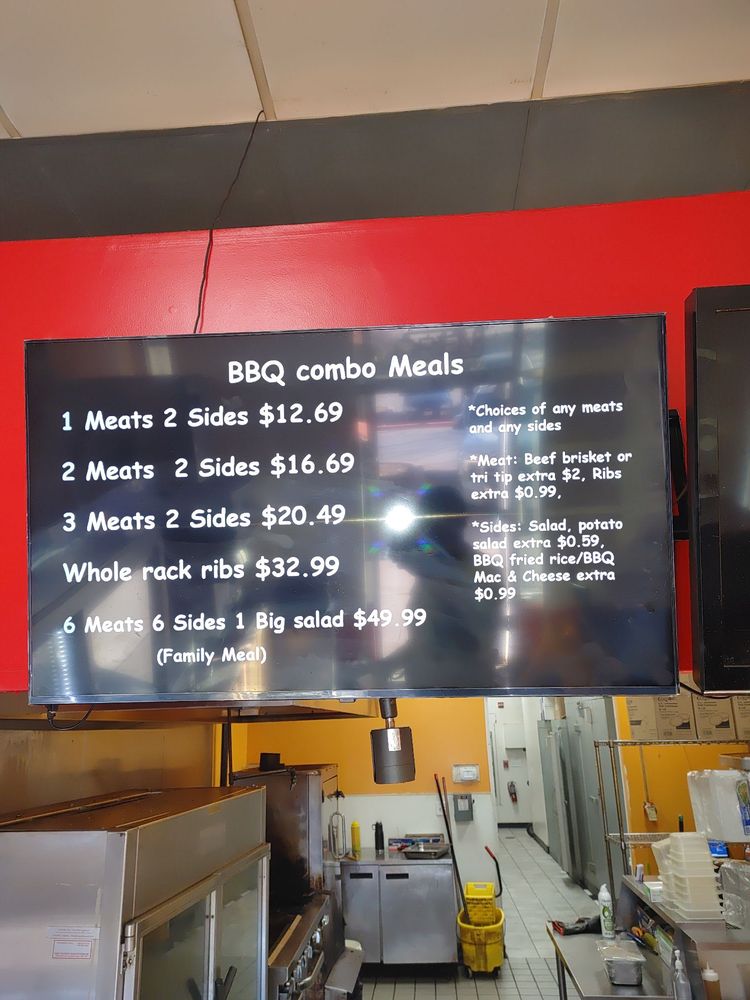 BBQ combo Meals
1 Meats 2 Sides $12.69
2 Meats 2 Sides $16.69
3 Meats 2 Sides $20.49
Whole rack ribs $32.99
6 Meats 6 Sides 1 Big salad $49.99
(Family Meal)
*Choices of any meats
and any sides
*Meat: Beef brisket or
tri tip extra $2, Ribs
extra $0.99,
*Sides: Salad, potato
salad extra $0.59,
BBQ fried rice/BBQ
Mac & Cheese extra
$0.99